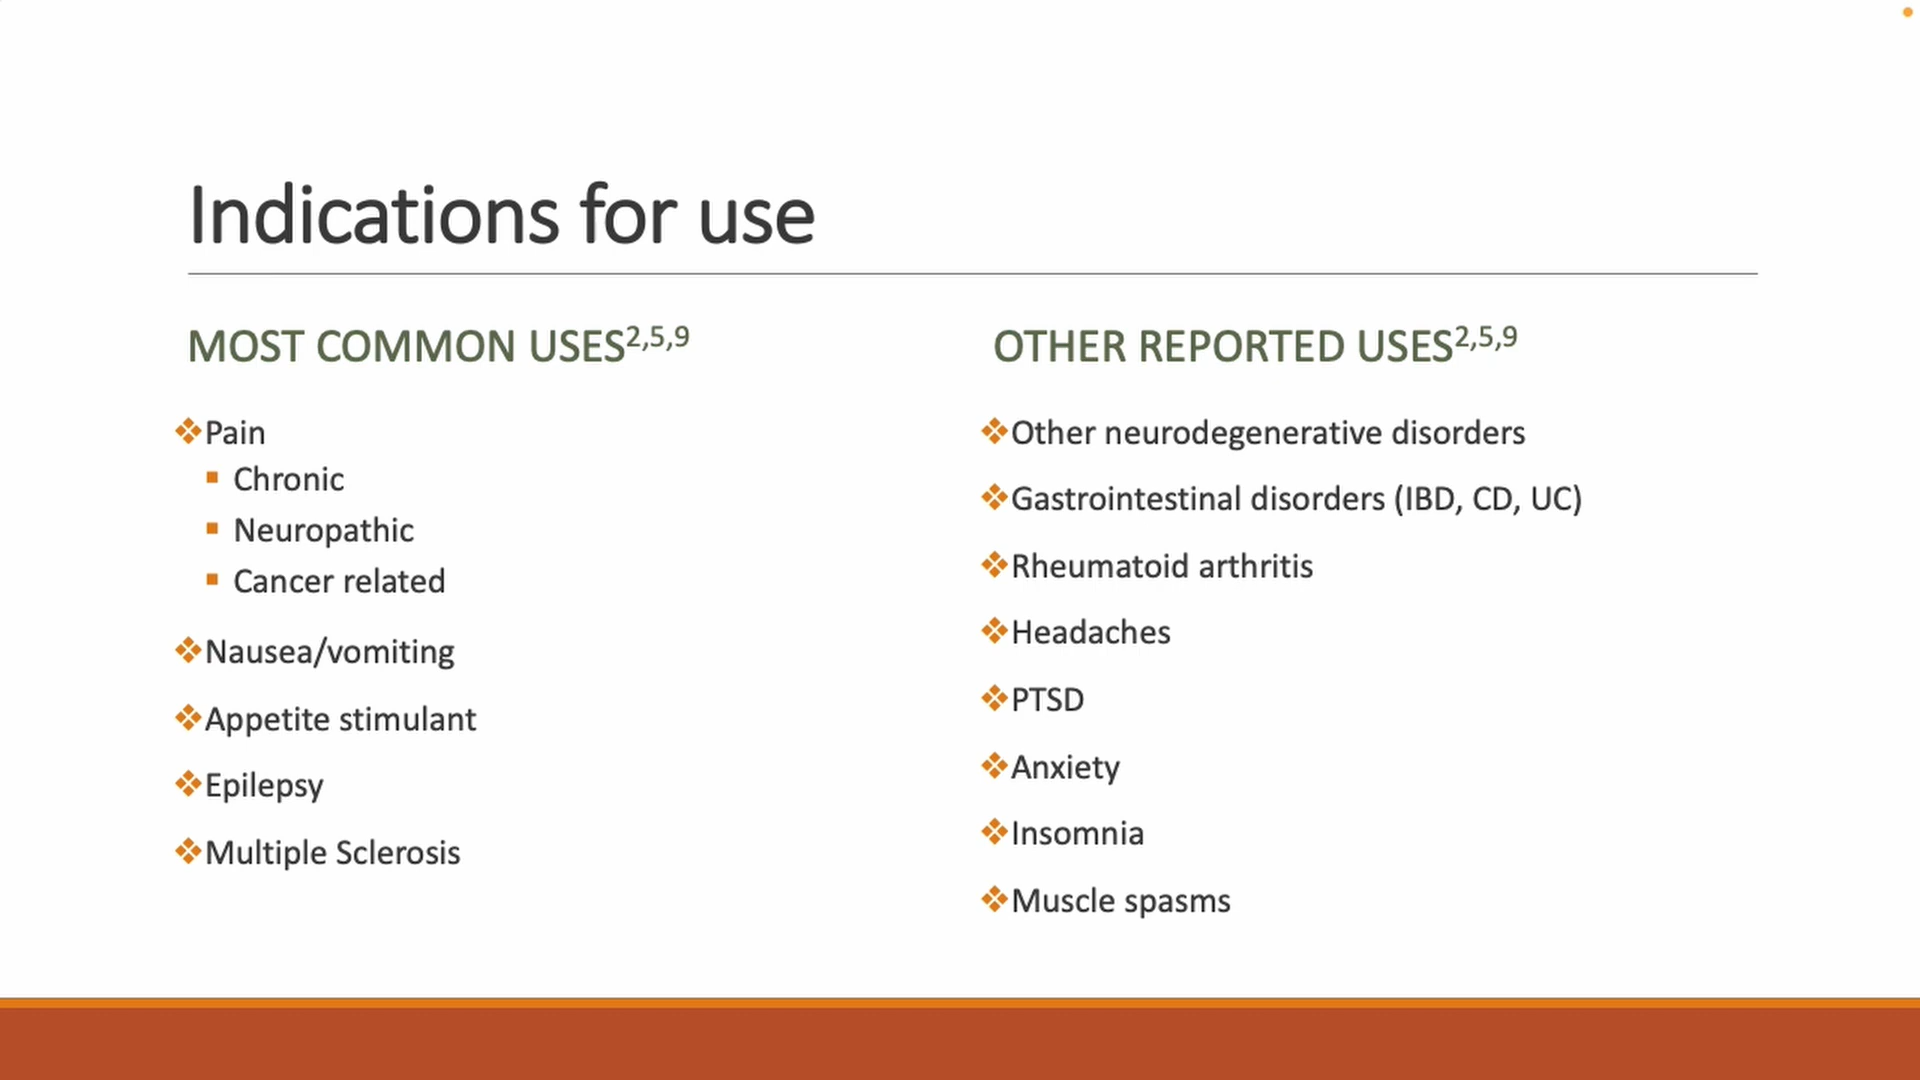 Indications for use
MOST COMMON USES2,5,9
❖Pain
▪ Chronic
▪ Neuropathic
▪ Cancer related
❖Nausea/vomiting
❖Appetite stimulant
❖Epilepsy
❖Multiple Sclerosis
OTHER REPORTED USES2,5,9
❖Other neurodegenerative disorders
❖Gastrointestinal disorders (IBD, CD, UC)
❖Rheumatoid arthritis
❖Headaches
❖PTSD
❖Anxiety
❖Insomnia
❖Muscle spasms